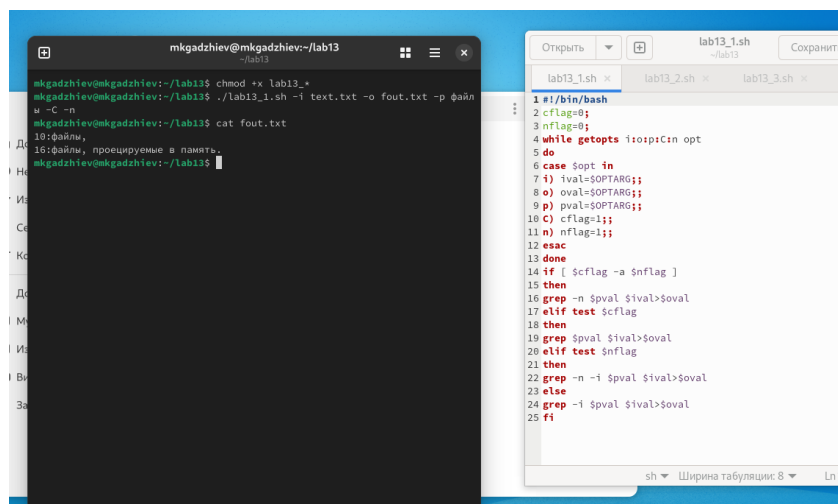 mkgadzhiev@mkgadzhiev:~/lab13
~/lab13
mkgadzhiev@mkgadzhiev:~/lab13$ chmod +x lab13_*
mkgadzhiev@mkgadzhiev:~/lab13$ ./lab13_1.sh -i text.txt -o fout.txt -p файл
ы -C -n
mkgadzhiev@mkgadzhiev:~/lab13$ cat fout.txt
10:файлы,
16:файлы, проецируемые в память.
mkgadzhiev@mkgadzhiev:~/lab13$
Открыть
lab13_1.sh
~/lab13
Сохранит
lab13_1.sh ×
lab13_2.sh ×
lab13_3.sh ×
1 #!/bin/bash
2 cflag=0;
3 nflag=0;
4 while getopts i:o:p:C:n opt
5 do
6 case $opt in
7 i) ival=$OPTARG;;
8 o) oval=$OPTARG;;
9 p) pval=$OPTARG;;
10 C) cflag=1;;
11 n) nflag=1;;
12 esac
13 done
14 if [ $cflag -a $nflag ]
15 then
16 grep -n $pval $ival>$oval
17 elif test $cflag
18 then
19 grep $pval $ival>$oval
20 elif test $nflag
21 then
22 grep -n -i $pval $ival>$oval
23 else
24 grep -i $pval $ival>$oval
25 fi
sh
Ширина табуляции: 8
Ln